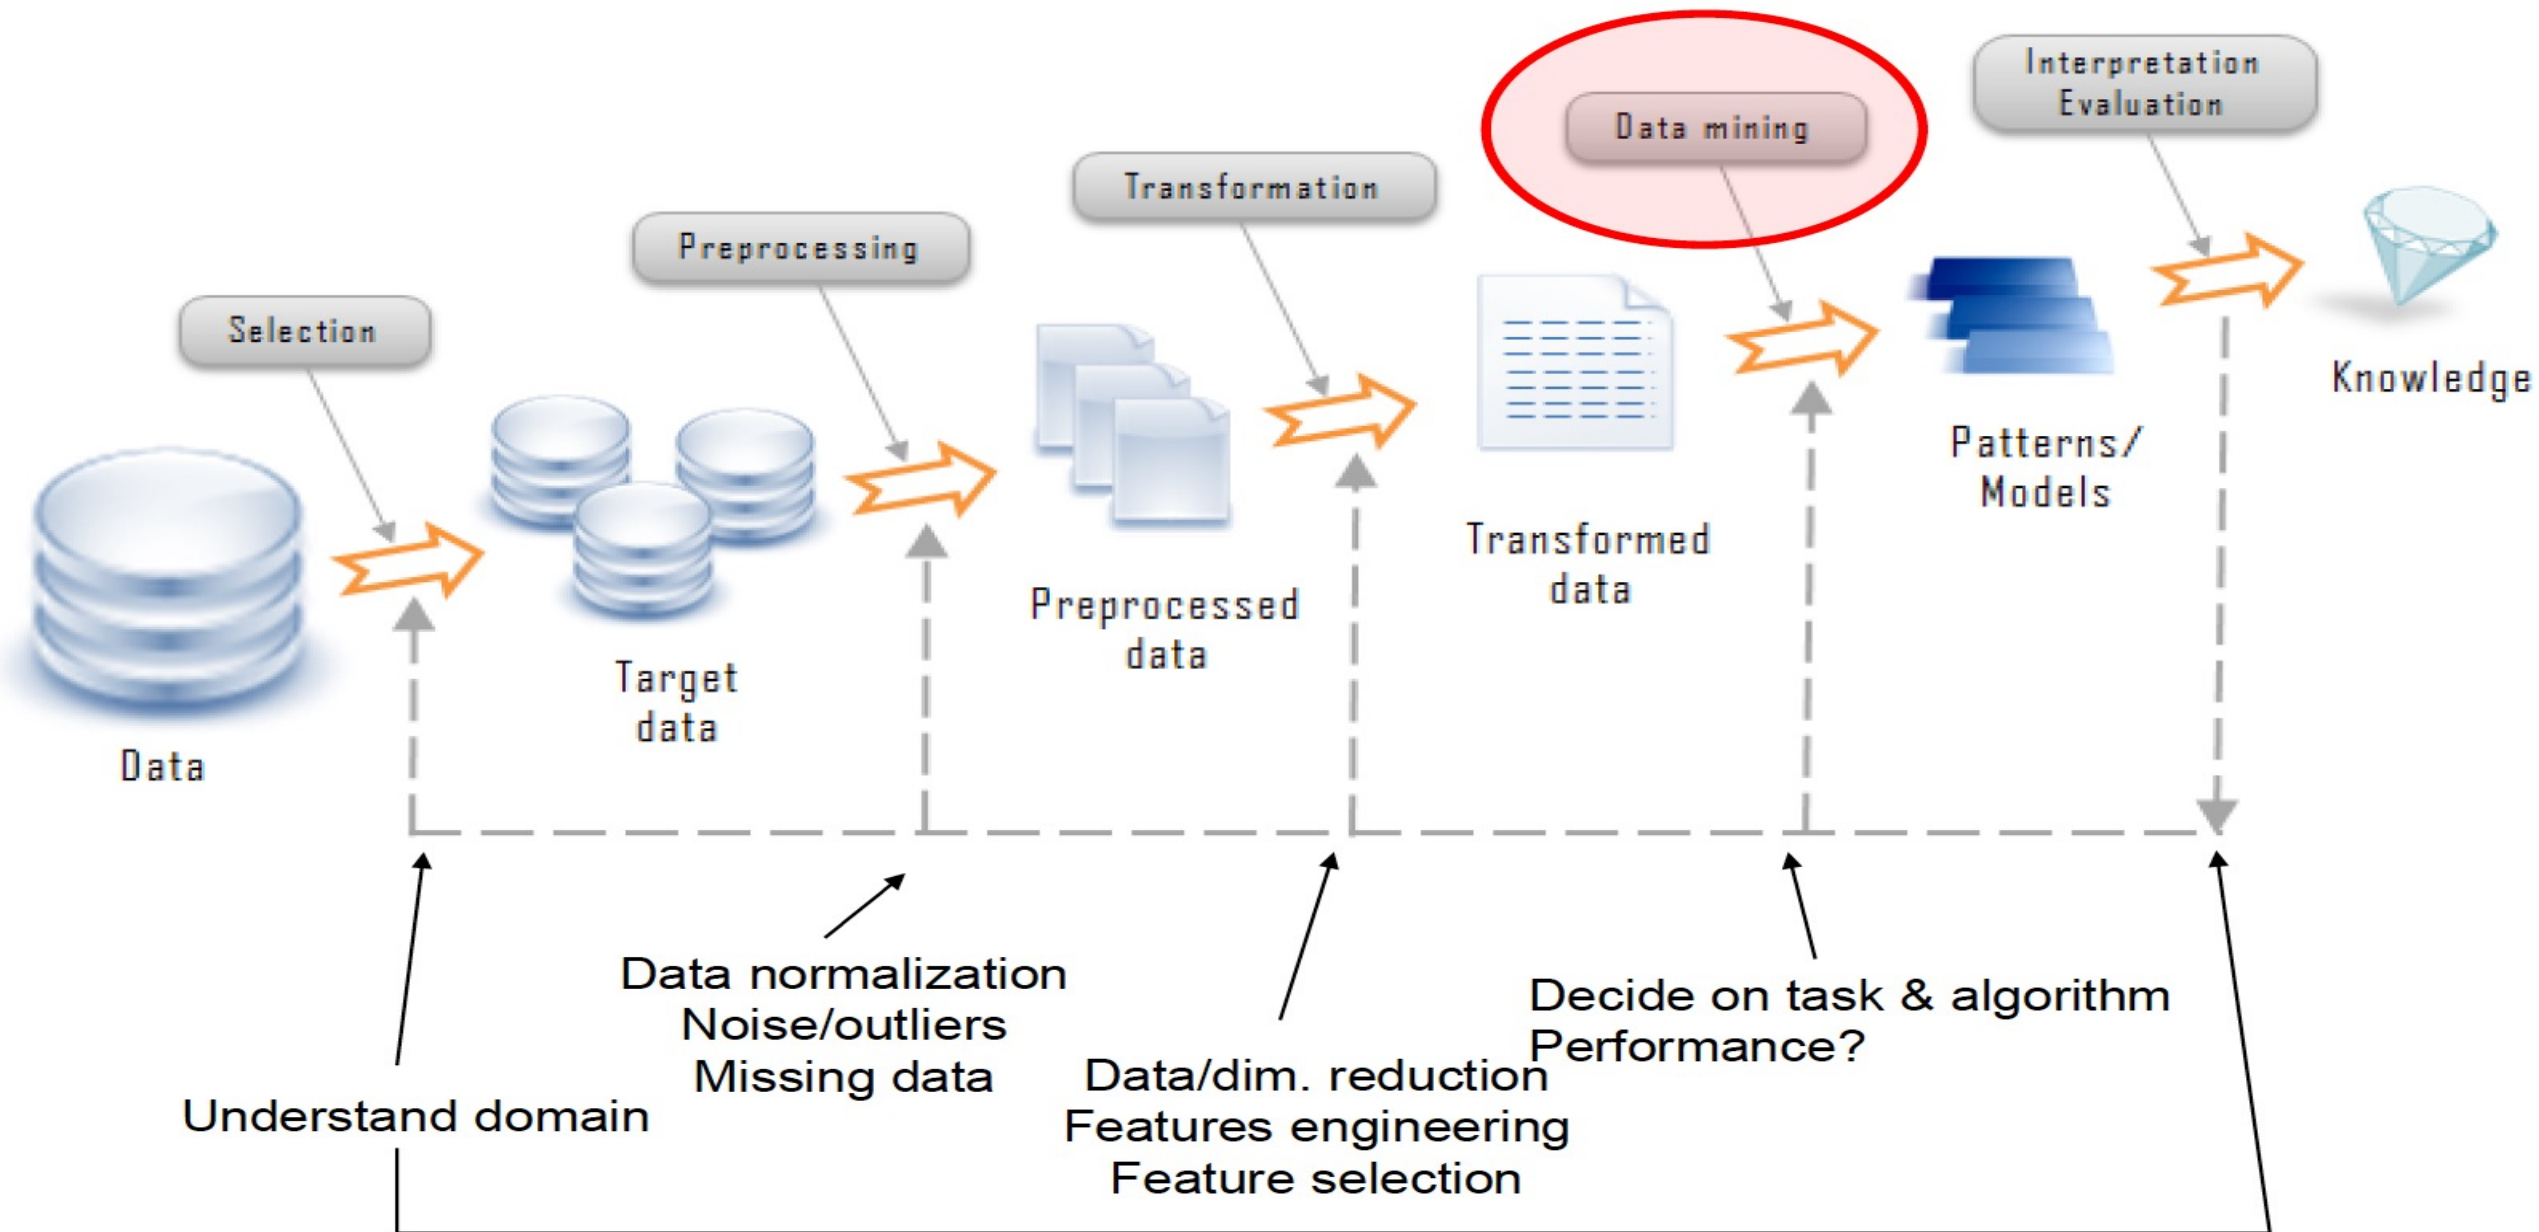 Selection
Preprocessing
Transformation
Data mining
Interpretation
Evaluation
Data
Target
data
Preprocessed
data
Transformed
data
Patterns/
Models
Knowledge
Understand domain
Data normalization
Noise/outliers
Missing data
Data/dim. reduction
Features engineering
Feature selection
Decide on task & algorithm
Performance?